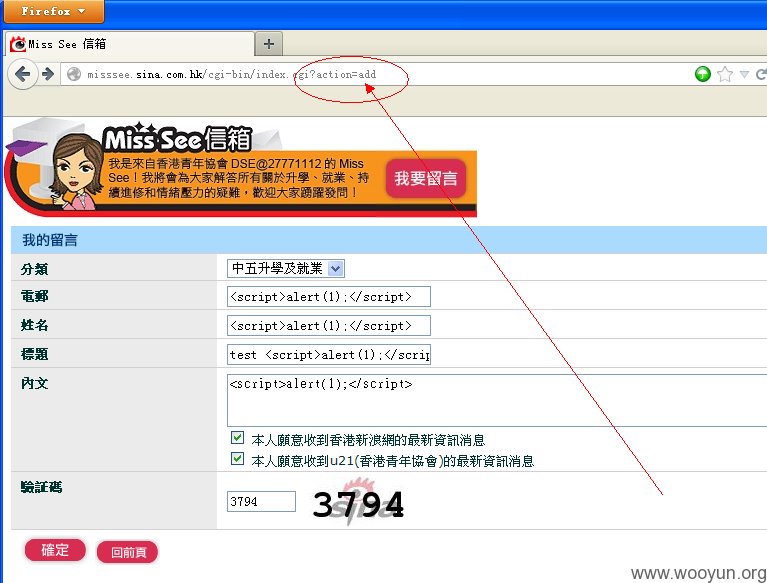 Firefox
Miss See 信箱
misssee.sina.com.hk/cgi-bin/index.cgi?action=add
Miss See信箱
我是來自香港青年協會 DSE@27771112 的 Miss
See！我將會為大家解答所有關於升學、就業、持
續進修和情緒壓力的疑難，歡迎大家踴躍發問！
我要留言
我的留言
分類 中五升學及就業
電郵 <script>alert(1);</script>
姓名 <script>alert(1);</script>
標題 test <script>alert(1);</scrip
內文 <script>alert(1);</script>
本人願意收到香港新浪網的最新資訊消息
本人願意收到u21(香港青年協會)的最新資訊消息
驗証碼 3794 3794
sina
確定 回前頁
www.wooyun.org